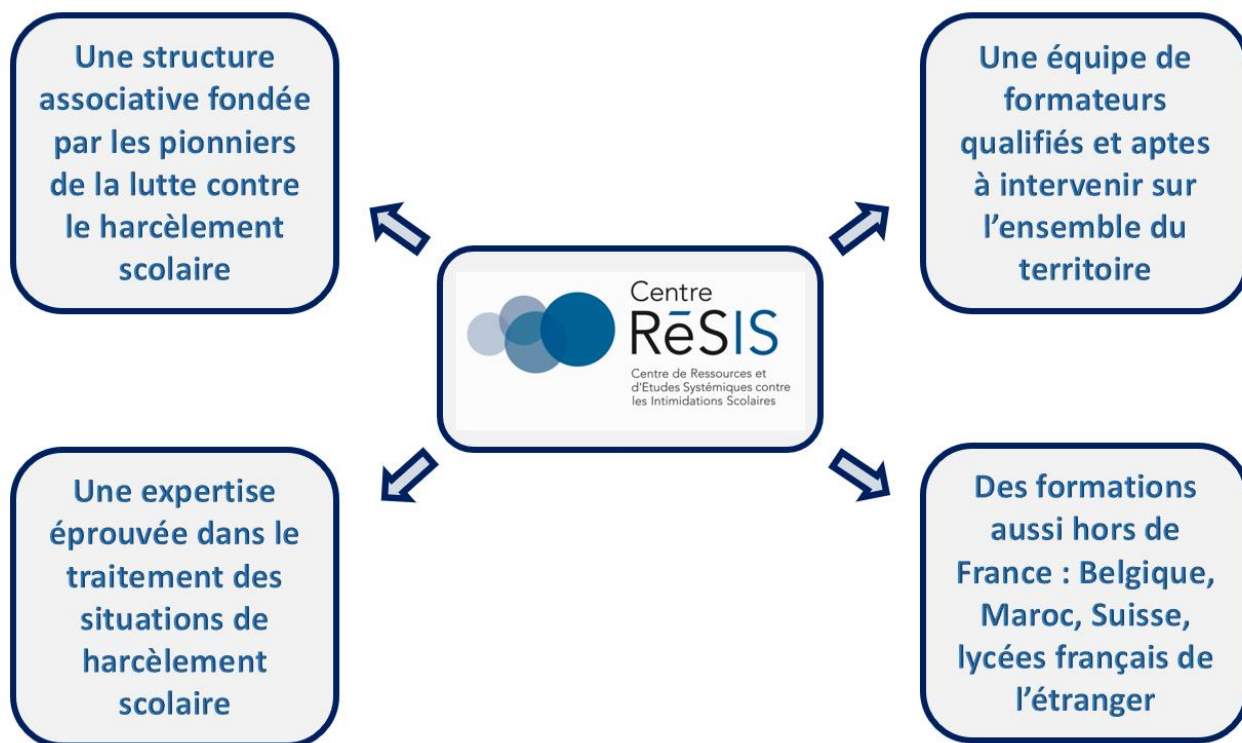 Une structure
associative fondée
par les pionniers
de la lutte contre
le harcèlement
scolaire
Une équipe de
formateurs
qualifiés et aptes
à intervenir sur
l’ensemble du
territoire
Centre
RēSIS
Centre de Ressources et
d'Etudes Systémiques contre
les Intimidations Scolaires
Une expertise
éprouvée dans le
traitement des
situations de
harcèlement
scolaire
Des formations
aussi hors de
France : Belgique,
Maroc, Suisse,
lycées français de
l’étranger